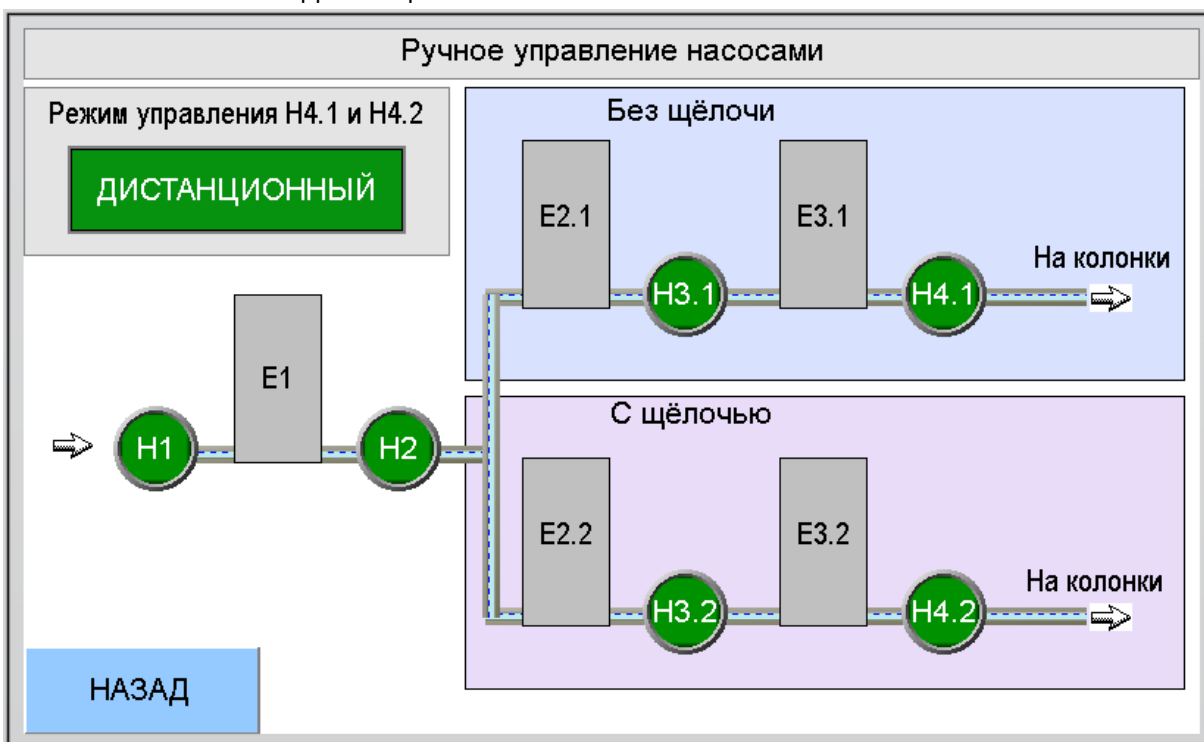 Ручное управление насосами
Режим управления Н4.1 и Н4.2
ДИСТАНЦИОННЫЙ
Без щёлочи
Е2.1
Е3.1
Н3.1
Н4.1
На колонки
Е1
Н1
Н2
С щёлочью
Е2.2
Е3.2
Н3.2
Н4.2
На колонки
НАЗАД